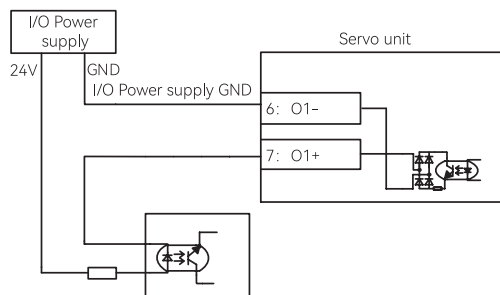 I/O Power
supply
Servo unit
24V
GND
I/O Power supply GND
6: O1-
7: O1+